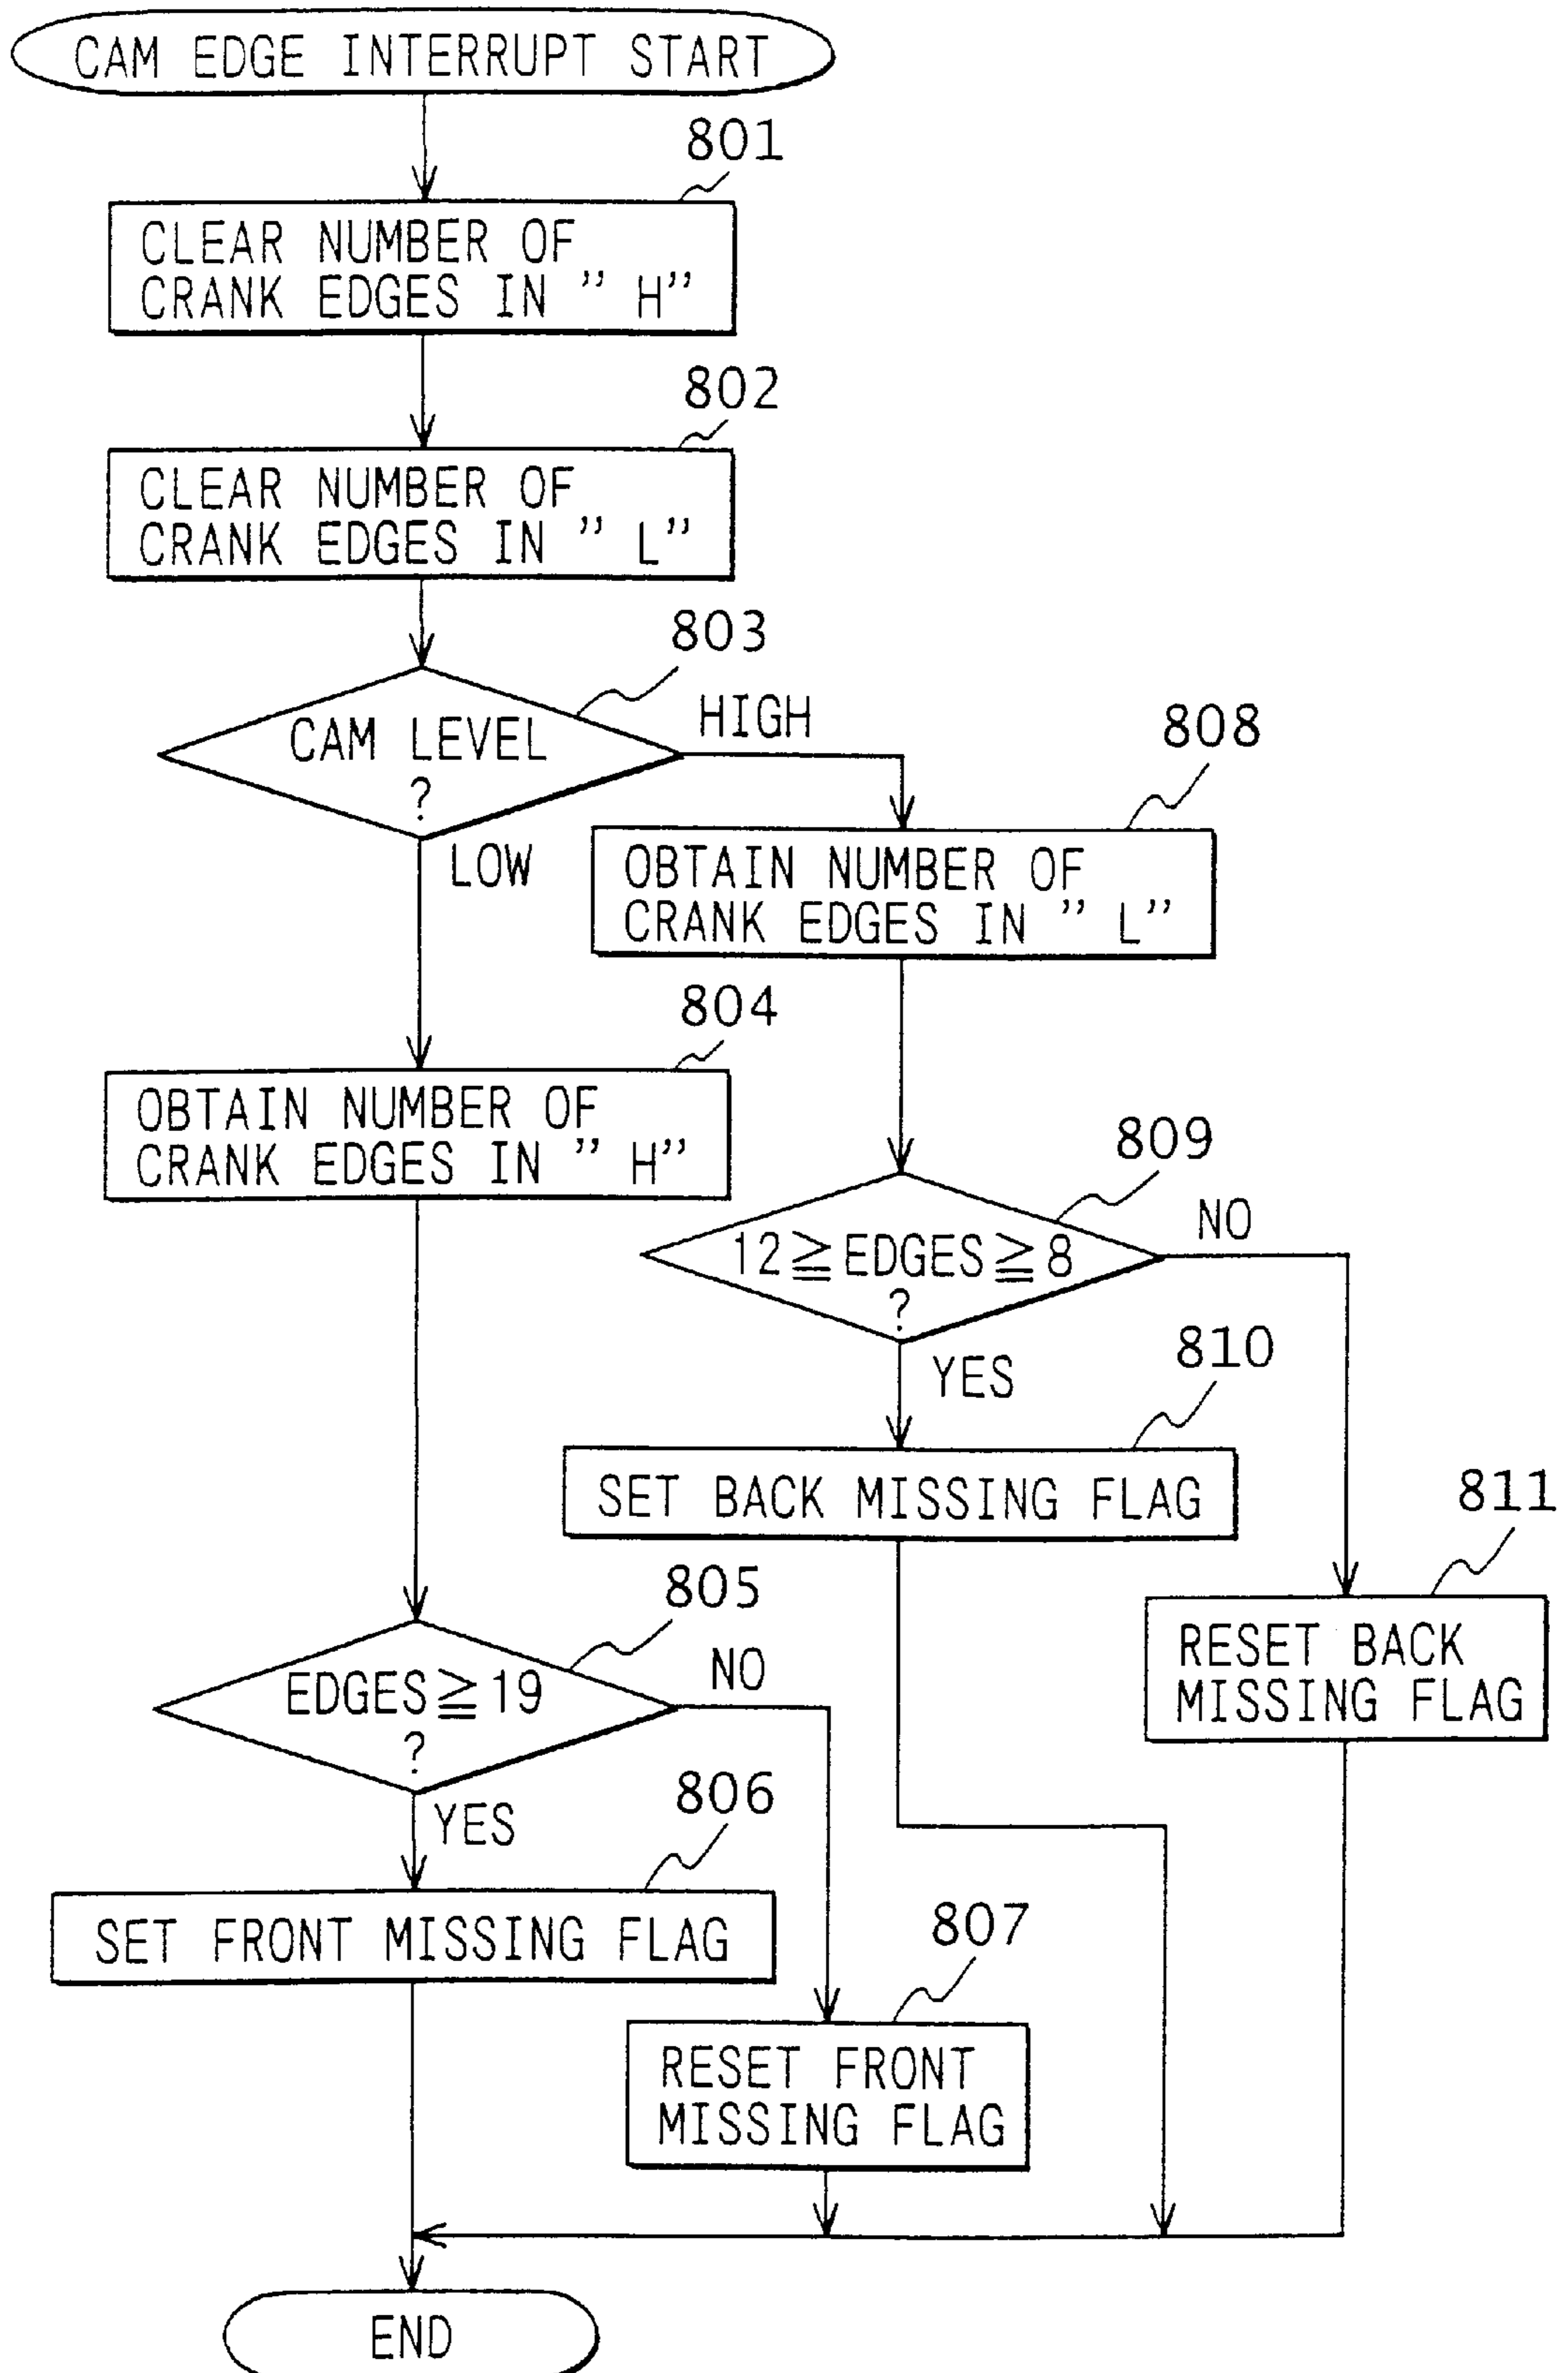 CAM EDGE INTERRUPT START
801
CLEAR NUMBER OF
CRANK EDGES IN ” H”
802
CLEAR NUMBER OF
CRANK EDGES IN ” L”
803
CAM LEVEL
?
HIGH
LOW
808
OBTAIN NUMBER OF
CRANK EDGES IN ” L”
804
OBTAIN NUMBER OF
CRANK EDGES IN ” H”
809
12≧EDGES≧8
?
NO
YES
810
SET BACK MISSING FLAG
811
RESET BACK
MISSING FLAG
805
EDGES≧19
?
NO
YES
806
SET FRONT MISSING FLAG
807
RESET FRONT
MISSING FLAG
END